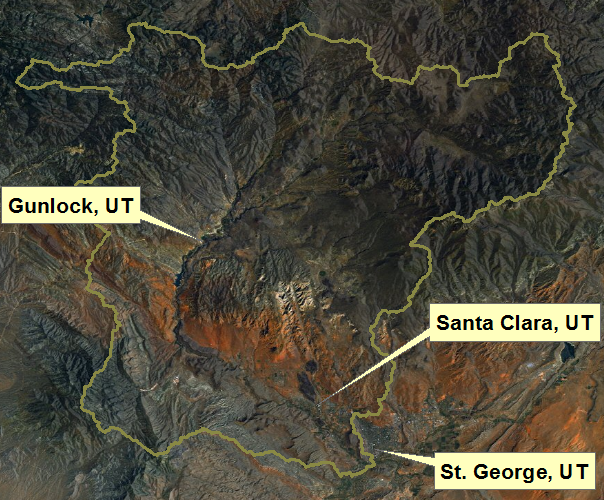 Gunlock, UT
Santa Clara, UT
St. George, UT